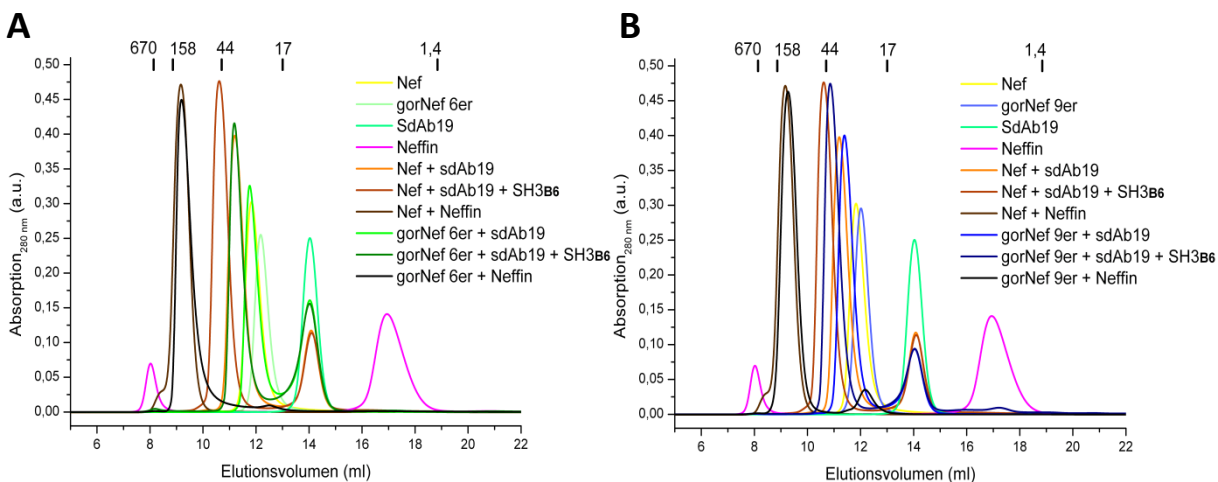 A
670 158 44 17 1,4
0,50
0,45
0,40
0,35
0,30
0,25
0,20
0,15
0,10
0,05
0,00
Absorption280 nm (a.u.)
6 8 10 12 14 16 18 20 22
Elutionsvolumen (ml)
Nef
gorNef 6er
SdAb19
Neffin
Nef + sdAb19
Nef + sdAb19 + SH3B6
Nef + Neffin
gorNef 6er + sdAb19
gorNef 6er + sdAb19 + SH3B6
gorNef 6er + Neffin
B
670 158 44 17 1,4
0,50
0,45
0,40
0,35
0,30
0,25
0,20
0,15
0,10
0,05
0,00
Absorption280 nm (a.u.)
6 8 10 12 14 16 18 20 22
Elutionsvolumen (ml)
Nef
gorNef 9er
SdAb19
Neffin
Nef + sdAb19
Nef + sdAb19 + SH3B6
Nef + Neffin
gorNef 9er + sdAb19
gorNef 9er + sdAb19 + SH3B6
gorNef 9er + Neffin